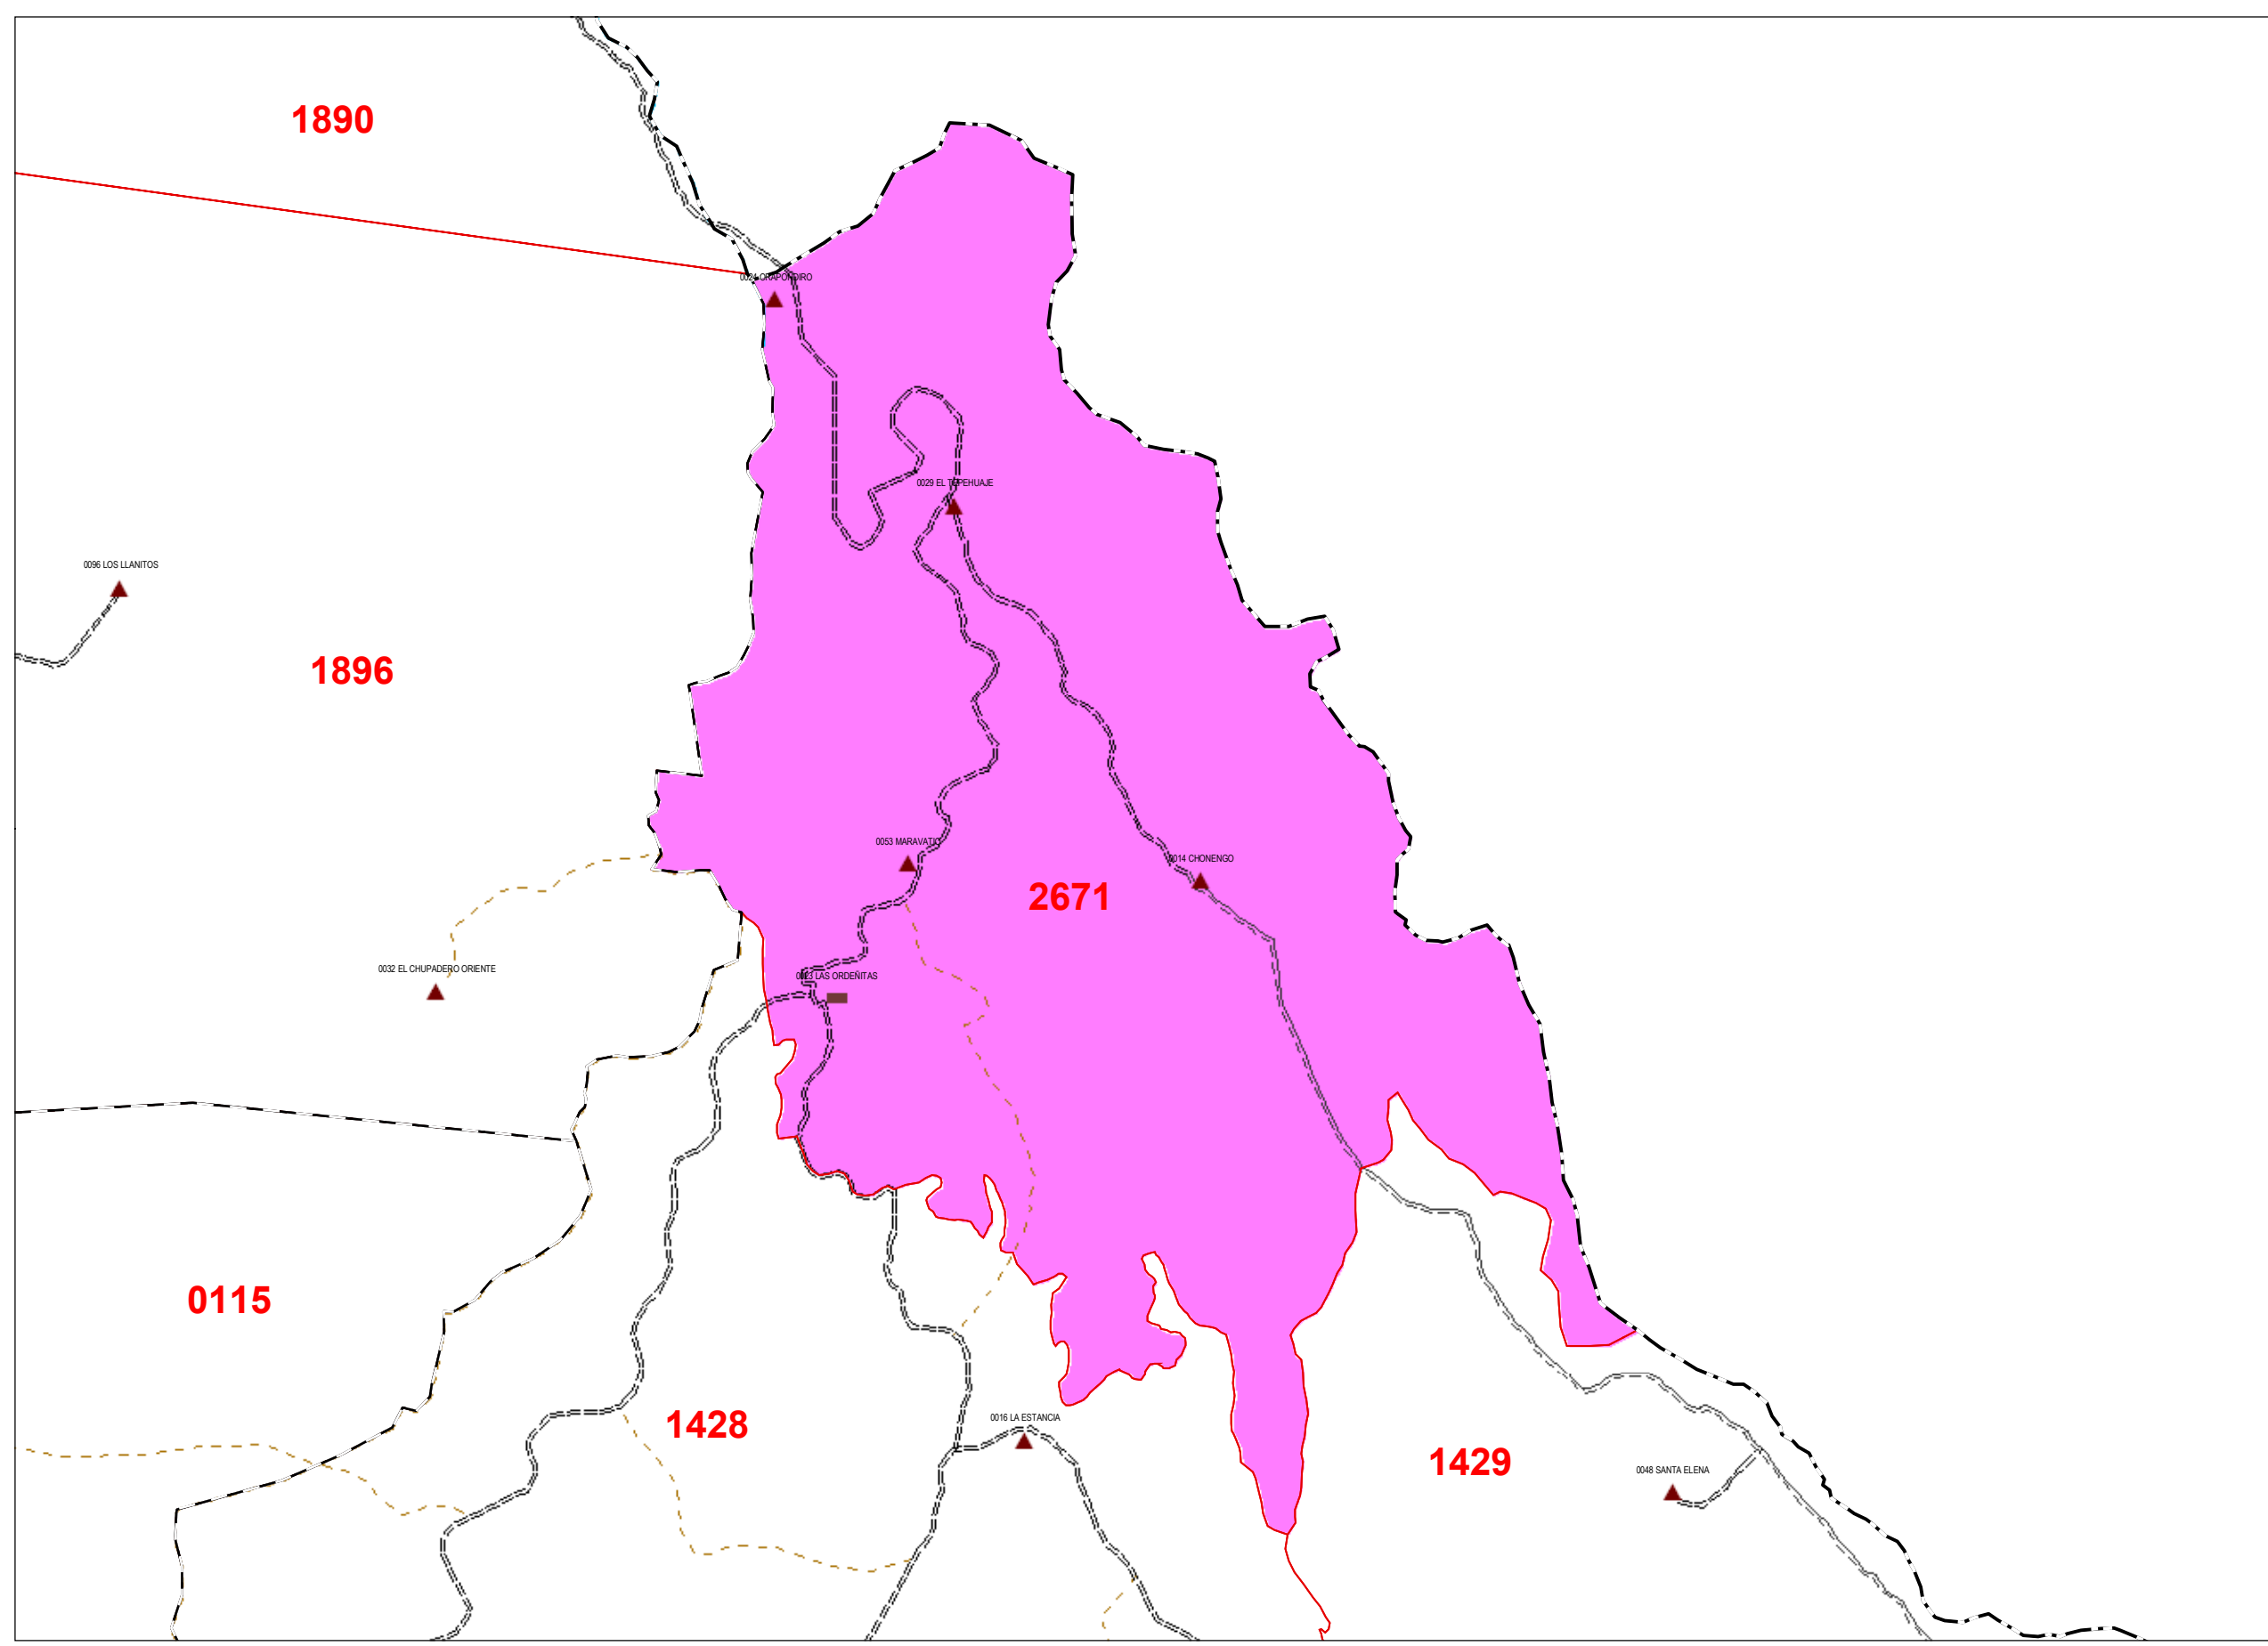 1890
0024 ORAPONDIRO
0029 EL TEPEHUAJE
0096 LOS LLANITOS
1896
0053 MARAVATIO
0014 CHONENGO
2671
0032 EL CHUPADERO ORIENTE
0023 LAS ORDEÑITAS
0115
1428
0016 LA ESTANCIA
1429
0048 SANTA ELENA